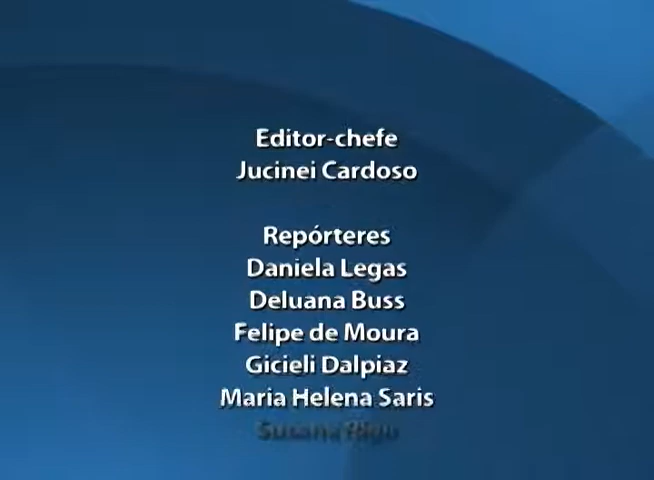 Editor-chefe
Jucinei Cardoso
Repórteres
Daniela Legas
Deluana Buss
Felipe de Moura
Gicieli Dalpiaz
Maria Helena Saris